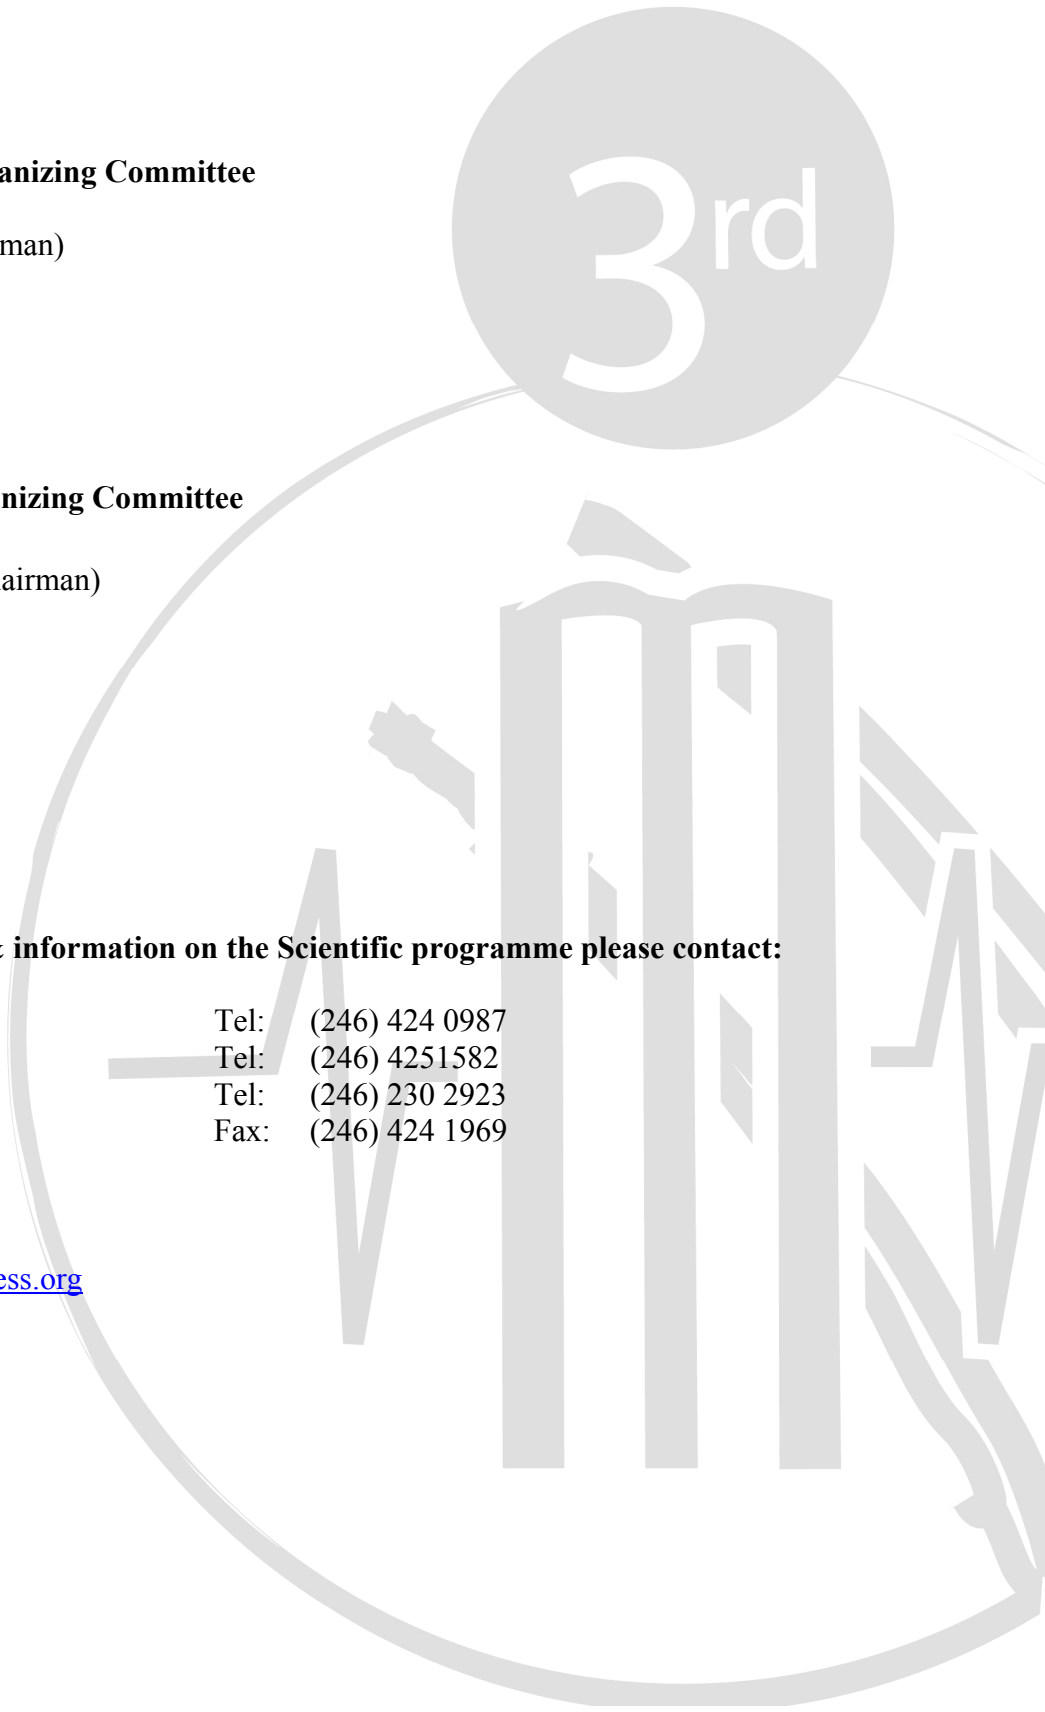 3rd
anizing Committee
man)
nizing Committee
airman)
information on the Scientific programme please contact:
Tel: (246) 424 0987
Tel: (246) 4251582
Tel: (246) 230 2923
Fax: (246) 424 1969
ess.org